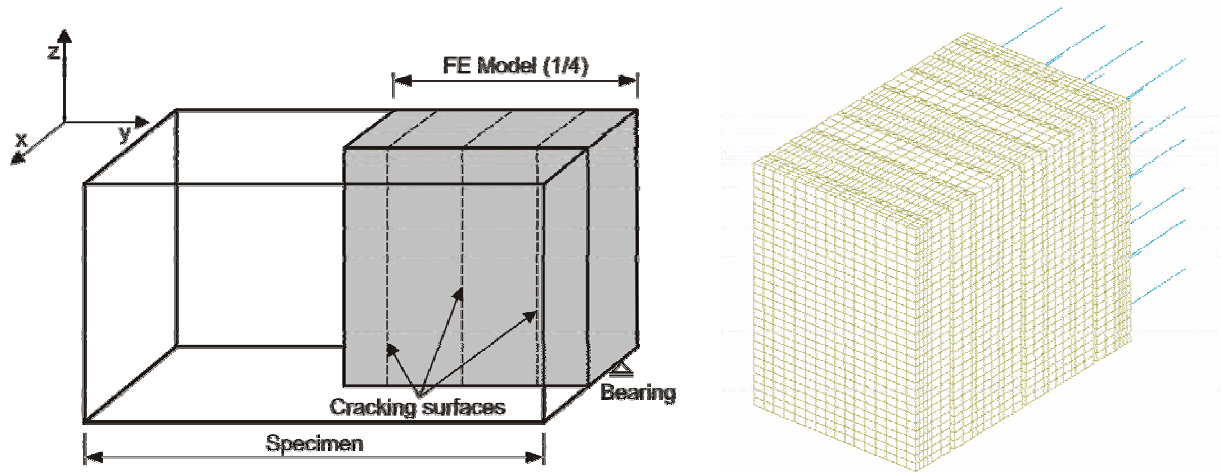 z
FE Model (1/4)
x
y
Bearing
Cracking surfaces
Specimen